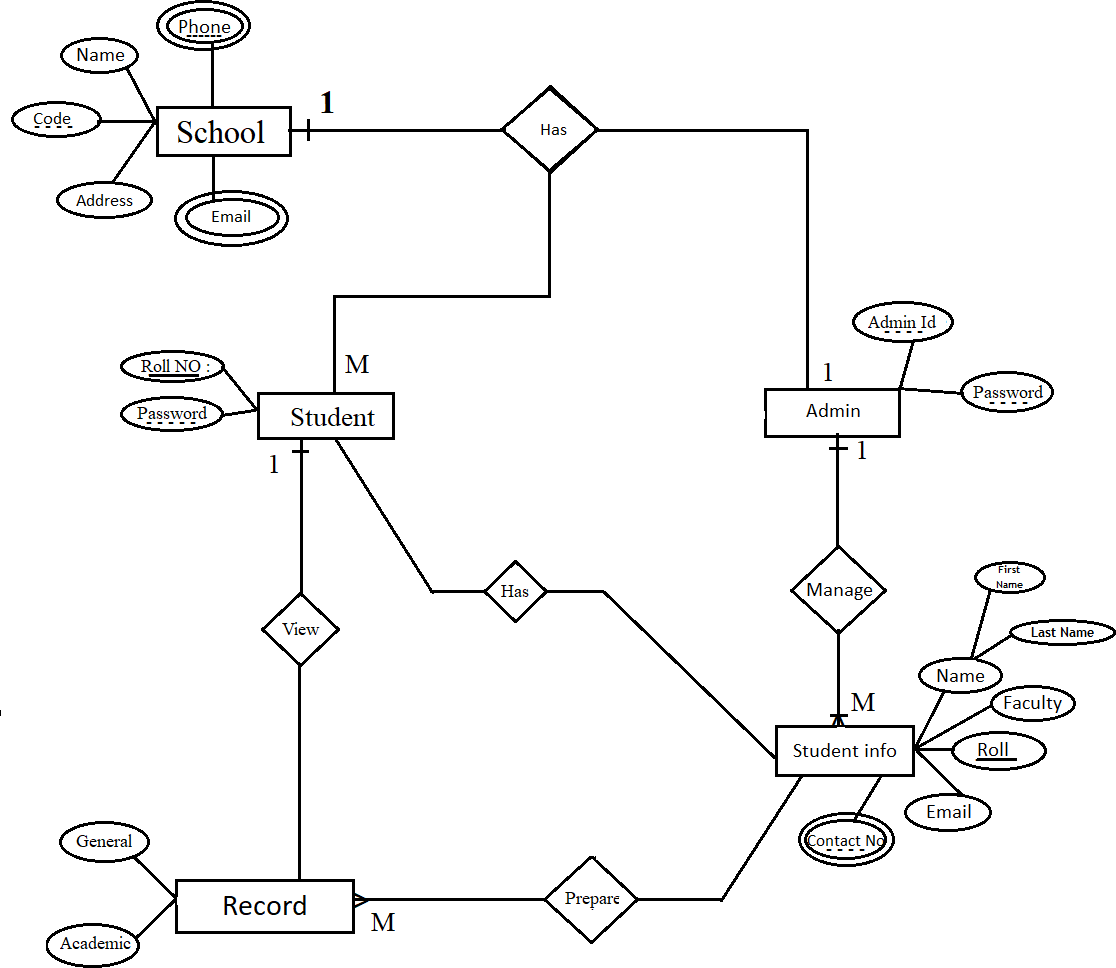 Phone
Name
1
Code
School
Has
Address
Email
Admin Id
Roll NO :
M
1
Password
Password
Student
Admin
1
1
First
Name
Manage
Has
View
Last Name
Name
M
Faculty
Student info
Roll
Email
General
Contact No
Prepare
Record
M
Academic